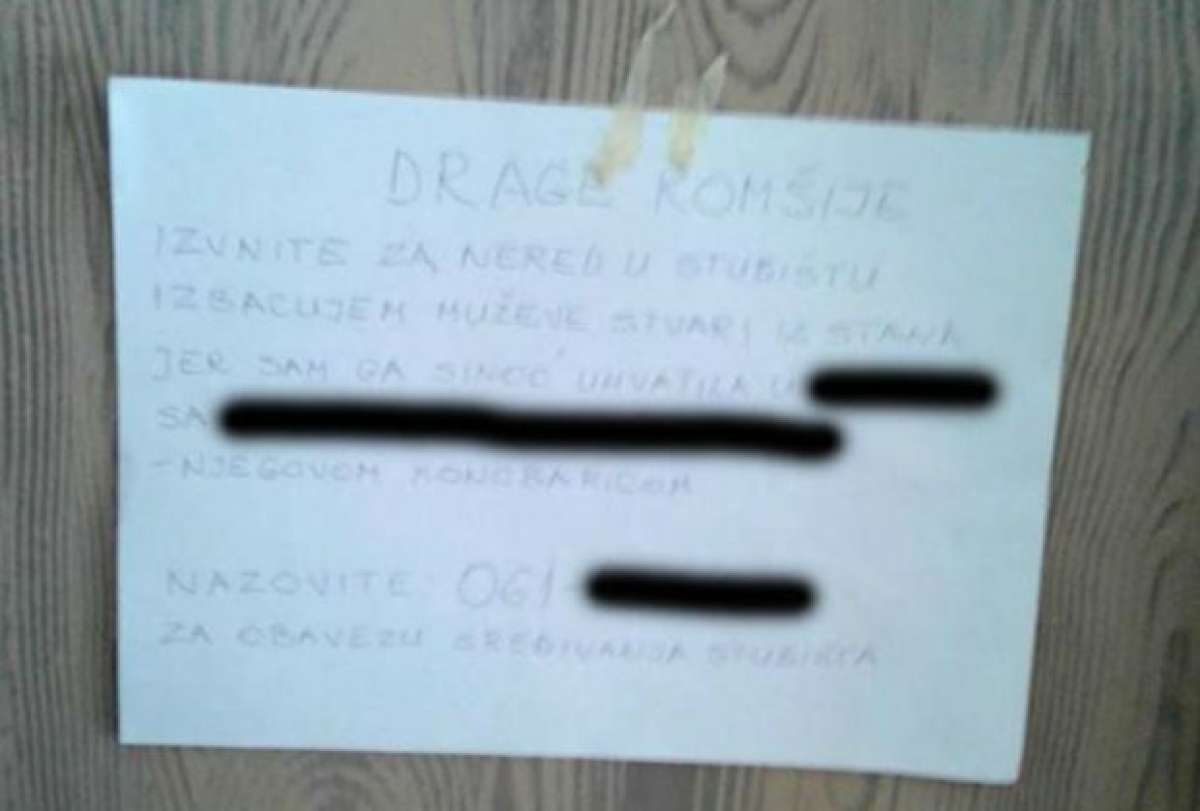 DRAGE KOMŠIJE
IZVNITE ZA NERED U STUBIŠTU
IZBACUJEM MUŽEVE STVARI IZ STANA
JER SAM GA SINOĆ UHVATILA U
SA
-NJEGOVOM KONOBARICOM
NAZOVITE 061
ZA OBAVEZU SREĐIVANJA STUBIŠTA